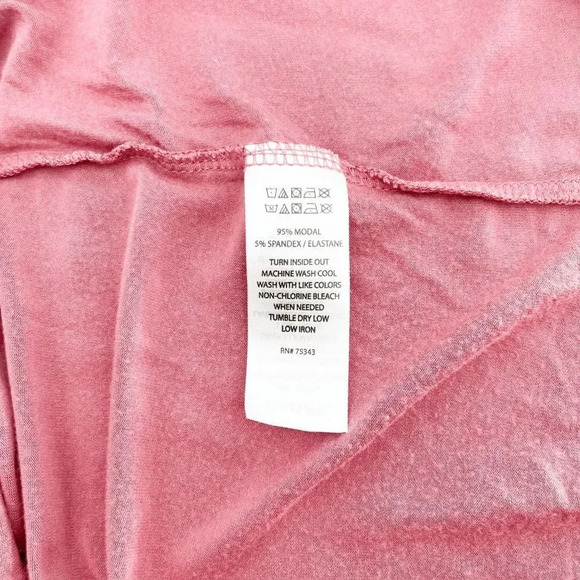 95% MODAL
5% SPANDEX / ELASTANE
TURN INSIDE OUT
MACHINE WASH COOL
WASH WITH LIKE COLORS
NON-CHLORINE BLEACH
WHEN NEEDED
TUMBLE DRY LOW
LOW IRON
RN# 75343